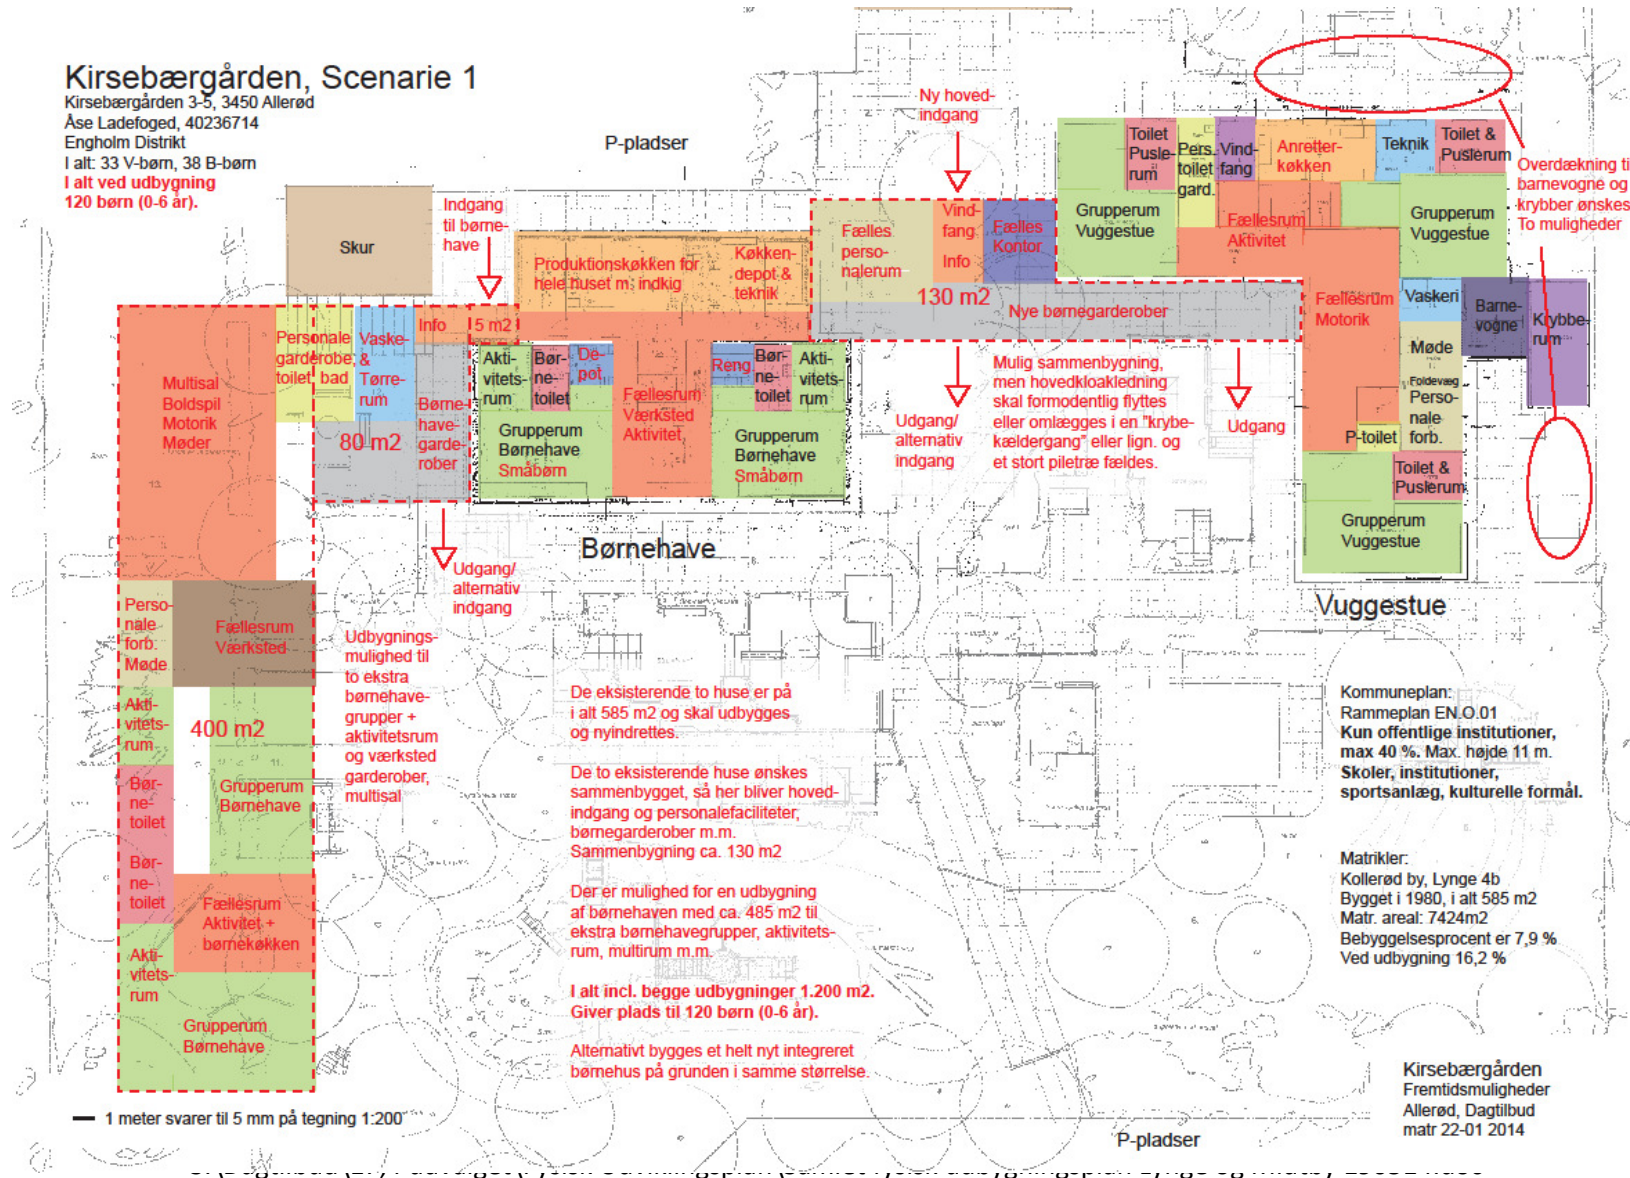 Kirsebærgården, Scenarie 1
Kirsebærgården 3-5, 3450 Allerød
Åse Ladefoged, 40236714
Engholm Distrikt
I alt: 33 V-børn, 38 B-børn
I alt ved udbygning
120 børn (0-6 år).
P-pladser
Ny hoved-
indgang
Indgang
til børne-
have
Skur
Produktionskøkken for
hele huset m. indkig
Køkken-
depot &
teknik
Fælles
perso-
nalerum
Vind-
fang
Info
Fælles
Kontor
130 m2
Nye børnegarderober
Toilet
Pusle-
rum
Pers.
toilet
gard.
Vind-
fang
Anretter-
køkken
Teknik
Toilet &
Puslerum
Grupperum
Vuggestue
Fællesrum
Aktivitet
Grupperum
Vuggestue
Overdækning ti
barnevogne og
krybber ønskes
To muligheder
Fællesrum
Motorik
Vaskeri
Barne-
vogne
Krybbe-
rum
Møde
Foldevæg
Perso-
nale
forb.
P-toilet
Toilet &
Puslerum
Grupperum
Vuggestue
Vuggestue
Multisal
Boldspil
Motorik
Møder
Personale
garderobe,
toilet, bad
Vaske-
&
Tørre-
rum
Info
5 m2
80 m2
Børne-
have-
garde-
rober
Akti-
vitets-
rum
Bør-
ne-
toilet
De-
pot
Fællesrum
Værksted
Aktivitet
Reng.
Bør-
ne-
toilet
Akti-
vitets-
rum
Grupperum
Børnehave
Småbørn
Grupperum
Børnehave
Småbørn
Børnehave
Udgang/
alternativ
indgang
Mulig sammenbygning,
men hovedkloakledning
skal formodentlig flyttes
eller omlægges i en "krybe-
kældergang" eller lign. og
et stort piletræ fældes.
Udgang
Udgang/
alternativ
indgang
Perso-
nale
forb.
Møde
Fællesrum
Værksted
Akti-
vitets-
rum
400 m2
Bør-
ne-
toilet
Grupperum
Børnehave
Bør-
ne-
toilet
Fællesrum
Aktivitet +
børnekøkken
Akti-
vitets-
rum
Grupperum
Børnehave
Udbygnings-
mulighed til
to ekstra
børnehave-
grupper +
aktivitetsrum
og værksted
garderober,
multisal
De eksisterende to huse er på
i alt 585 m2 og skal udbygges
og nyindrettes.
De to eksisterende huse ønskes
sammenbygget, så her bliver hoved-
indgang og personalefaciliteter,
børnegarderober m.m.
Sammenbygning ca. 130 m2
Der er mulighed for en udbygning
af børnehaven med ca. 485 m2 til
ekstra børnehavegrupper, aktivitets-
rum, multirum m.m.
I alt incl. begge udbygninger 1.200 m2.
Giver plads til 120 børn (0-6 år).
Alternativt bygges et helt nyt integreret
børnehus på grunden i samme størrelse.
Kommuneplan:
Rammeplan EN.O.01
Kun offentlige institutioner,
max 40 %. Max. højde 11 m.
Skoler, institutioner,
sportsanlæg, kulturelle formål.
Matrikler:
Kollerød by, Lynge 4b
Bygget i 1980, i alt 585 m2
Matr. areal: 7424m2
Bebyggelsesprocent er 7,9 %
Ved udbygning 16,2 %
Kirsebærgården
Fremtidsmuligheder
Allerød, Dagtilbud
matr 22-01 2014
1 meter svarer til 5 mm på tegning 1:200
P-pladser